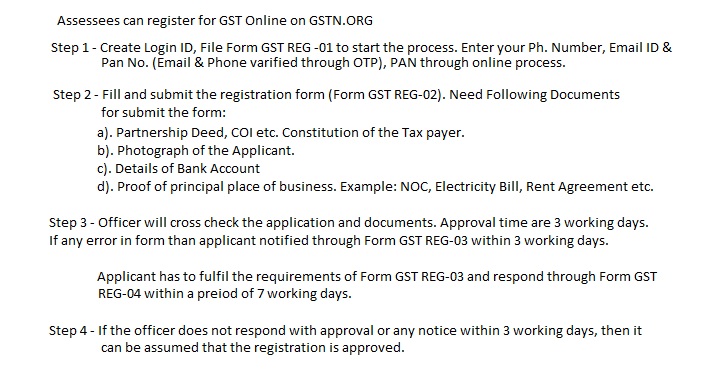 Assessees can register for GST Online on GSTN.ORG
Step 1 - Create Login ID, File Form GST REG -01 to start the process. Enter your Ph. Number, Email ID &
Pan No. (Email & Phone varified through OTP), PAN through online process.
Step 2 - Fill and submit the registration form (Form GST REG-02). Need Following Documents
for submit the form:
a). Partnership Deed, COI etc. Constitution of the Tax payer.
b). Photograph of the Applicant.
c). Details of Bank Account
d). Proof of principal place of business. Example: NOC, Electricity Bill, Rent Agreement etc.
Step 3 - Officer will cross check the application and documents. Approval time are 3 working days.
If any error in form than applicant notified through Form GST REG-03 within 3 working days.
Applicant has to fulfil the requirements of Form GST REG-03 and respond through Form GST
REG-04 within a preiod of 7 working days.
Step 4 - If the officer does not respond with approval or any notice within 3 working days, then it
can be assumed that the registration is approved.